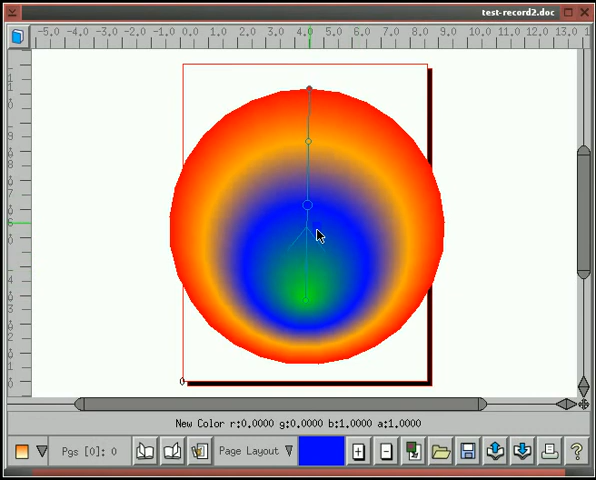 test-record2.doc
-5.0 -4.0 -3.0 -2.0 -1.0 0.0 1.0 2.0 3.0 4.0 5.0 6.0 7.0 8.0 9.0 10.0 11.0 12.0 13.0 1
0
New Color r:0.0000 g:0.0000 b:1.0000 a:1.0000
Pgs [0]: 0
Page Layout
+ - ?